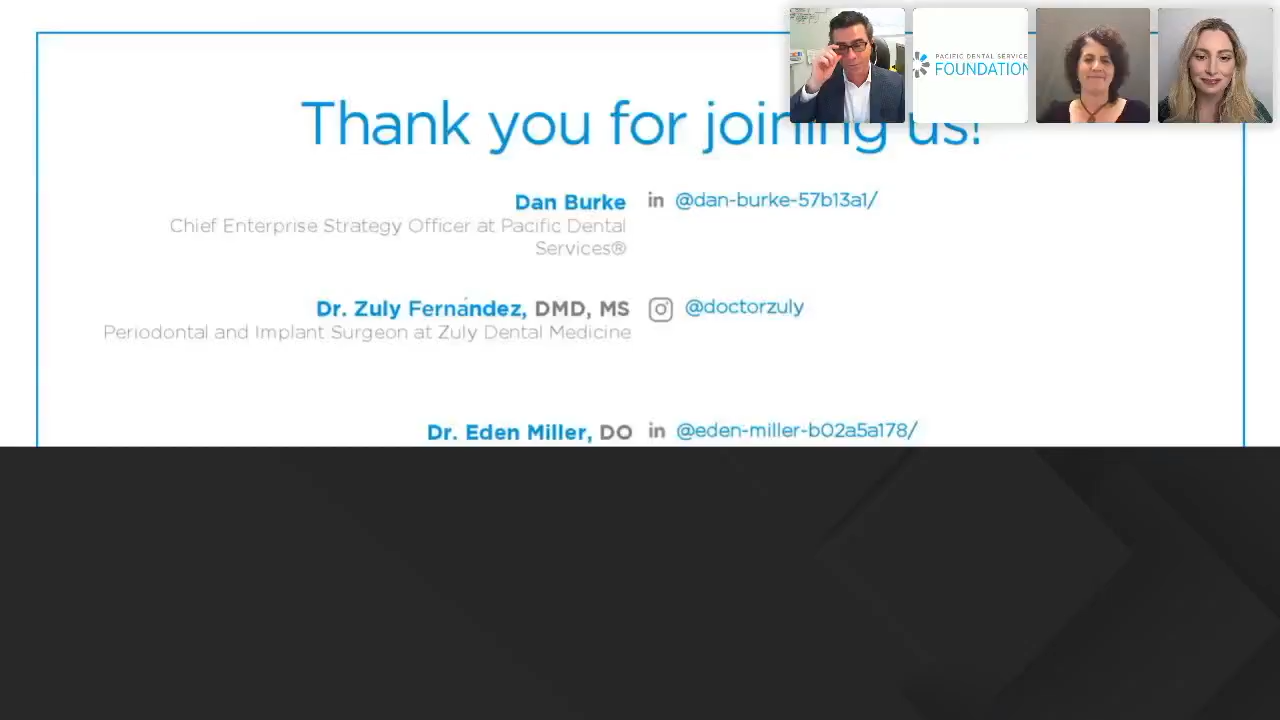 PACIFIC DENTAL SERVICE
FOUNDATION
Thank you for joining us!
Dan Burke
in @dan-burke-57b13a1/
Chief Enterprise Strategy Officer at Pacific Dental
Services®
Dr. Zuly Fernández, DMD, MS
@doctorzuly
Periodontal and Implant Surgeon at Zuly Dental Medicine
Dr. Eden Miller, DO
in @eden-miller-b02a5a178/